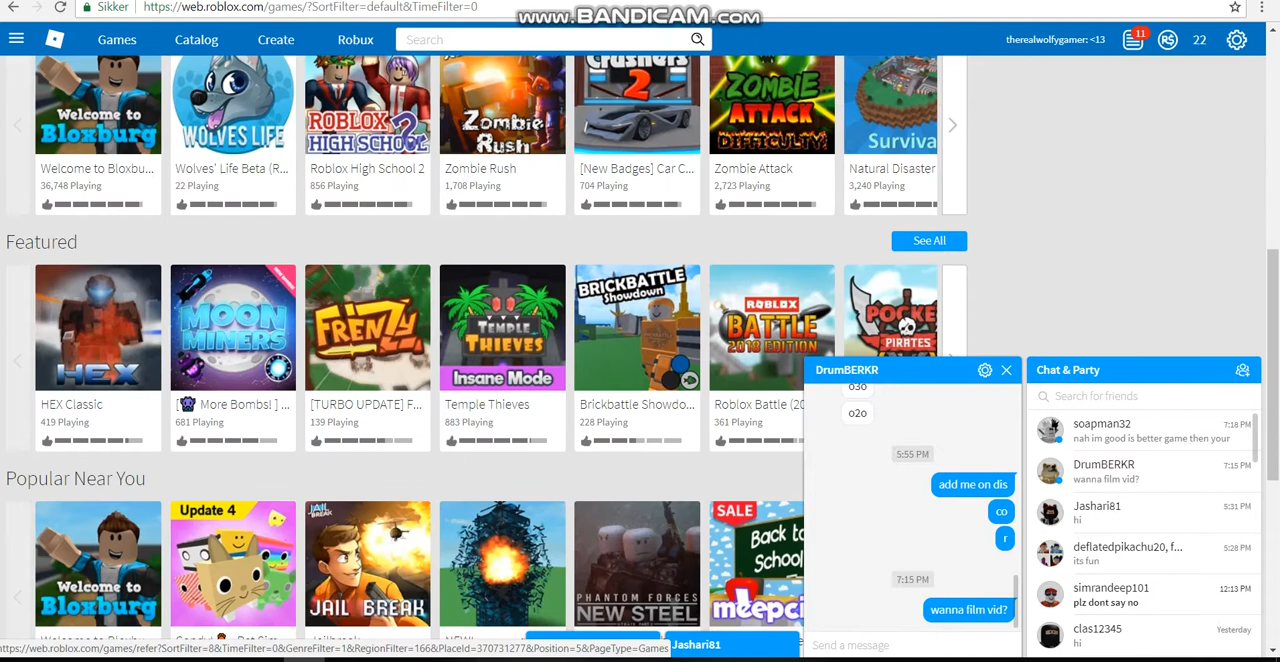 Sikker https://web.roblox.com/games/?SortFilter=default&TimeFilter=0
www.BANDICAM.com
Games Catalog Create Robux Search therealwolfygamer: <13 11 R$ 22
Welcome to Bloxburg
WOLVES' LIFE
ROBLOX HIGH SCHOOL 2
Zombie Rush
Crushers 2
ZOMBIE ATTACK DIFFICULTY!
Surviva
Welcome to Bloxbu... Wolves' Life Beta (R... Roblox High School 2 Zombie Rush [New Badges] Car C... Zombie Attack Natural Disaster
36,748 Playing 22 Playing 856 Playing 1,708 Playing 704 Playing 2,723 Playing 3,240 Playing
Featured See All
HEX
MOON MINERS
FRENZY
TEMPLE THIEVES Insane Mode
BRICKBATTLE Showdown
ROBLOX BATTLE 2018 EDITION
POCKE PIRATES
HEX Classic [ More Bombs! ] ... [TURBO UPDATE] F... Temple Thieves Brickbattle Showdo... Roblox Battle (20
419 Playing 681 Playing 139 Playing 883 Playing 228 Playing 361 Playing
Popular Near You
Welcome to Bloxburg
Update 4
JAIL BREAK
JAIL BREAK
PHANTOM FORCES
NEW STEEL
SALE
Back to School
meepci
DrumBERKR
o3o
o2o
5:55 PM
add me on dis
co
r
7:15 PM
wanna film vid?
Send a message
Chat & Party
Search for friends
soapman32 7:18 PM
nah im good is better game then your
DrumBERKR 7:15 PM
wanna film vid?
Jashari81 5:31 PM
hi
deflatedpikachu20, f... 5:28 PM
its fun
simrandeep101 12:13 PM
plz dont say no
clas12345 Yesterday
hi
https://web.roblox.com/games/refer?SortFilter=8&TimeFilter=0&GenreFilter=1&RegionFilter=166&PlaceId=370731277&Position=5&PageType=Games
Jashari81